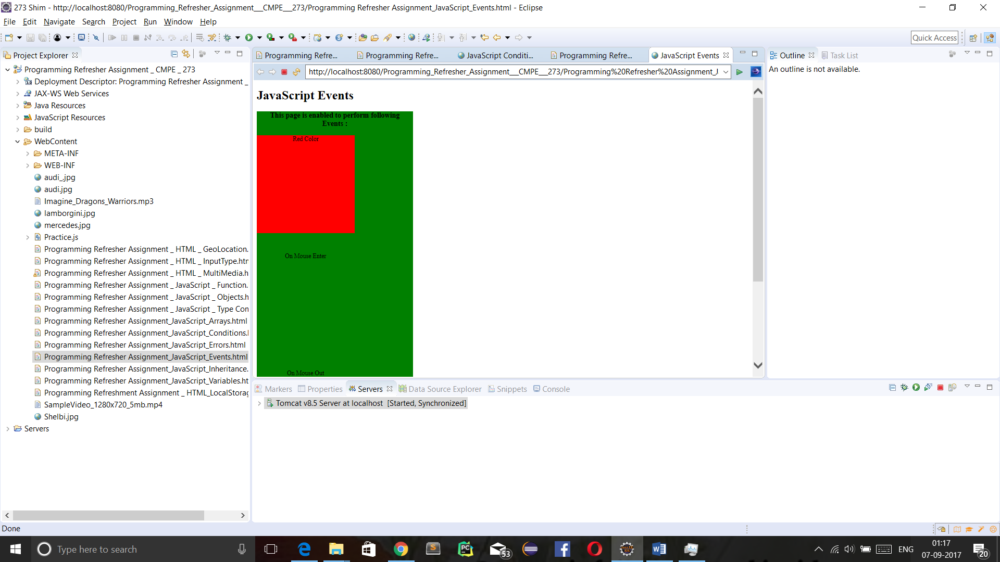 273 Shim - http://localhost:8080/Programming_Refresher_Assignment___CMPE___273/Programming Refresher Assignment_JavaScript_Events.html - Eclipse
File Edit Navigate Search Project Run Window Help
Quick Access
Project Explorer
Programming Refresher Assignment _ CMPE _ 273
Deployment Descriptor: Programming Refresher Assignment _
JAX-WS Web Services
Java Resources
JavaScript Resources
build
WebContent
META-INF
WEB-INF
audi_.jpg
audi.jpg
Imagine_Dragons_Warriors.mp3
lamborgini.jpg
mercedes.jpg
Practice.js
Programming Refresher Assignment _ HTML _ GeoLocation.
Programming Refresher Assignment _ HTML _ InputType.htm
Programming Refresher Assignment _ HTML _ MultiMedia.h
Programming Refresher Assignment _ JavaScript _ Function.
Programming Refresher Assignment _ JavaScript _ Objects.h
Programming Refresher Assignment _ JavaScript _ Type Con
Programming Refresher Assignment_JavaScript_Arrays.html
Programming Refresher Assignment_JavaScript_Conditions.
Programming Refresher Assignment_JavaScript_Errors.html
Programming Refresher Assignment_JavaScript_Events.html
Programming Refresher Assignment_JavaScript_Inheritance.
Programming Refresher Assignment_JavaScript_Variables.ht
Programming Refreshment Assignment _ HTML_LocalStorag
SampleVideo_1280x720_5mb.mp4
Shelbi.jpg
Servers
Programming Refre... Programming Refre... JavaScript Conditi... Programming Refre... JavaScript Events
http://localhost:8080/Programming_Refresher_Assignment___CMPE___273/Programming%20Refresher%20Assignment_J
JavaScript Events
This page is enabled to perform following
Events :
Red Color
On Mouse Enter
On Mouse Out
Outline Task List
An outline is not available.
Markers Properties Servers Data Source Explorer Snippets Console
Tomcat v8.5 Server at localhost [Started, Synchronized]
Done
Type here to search
PC
53
W
ENG
01:17
07-09-2017
20